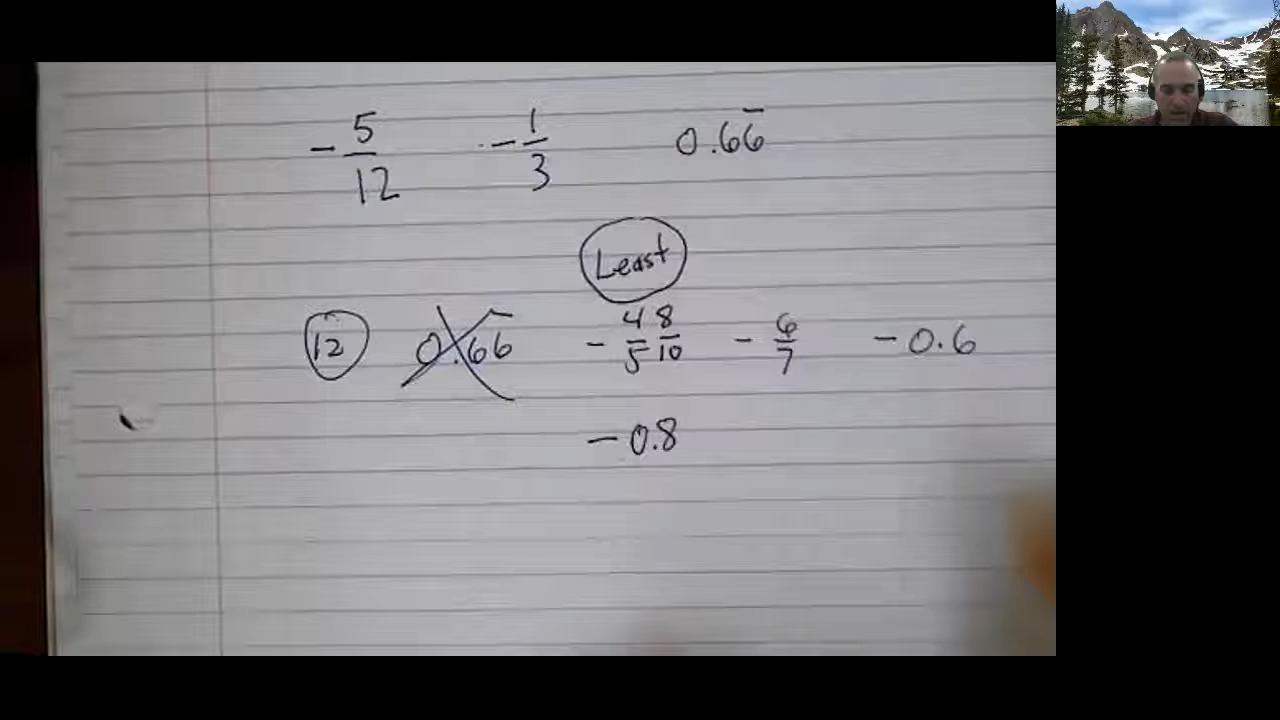 - 5/12 - 1/3 0.66̅
Least
12 0.66̅ - 4/5 8/10 - 6/7 - 0.6
- 0.8